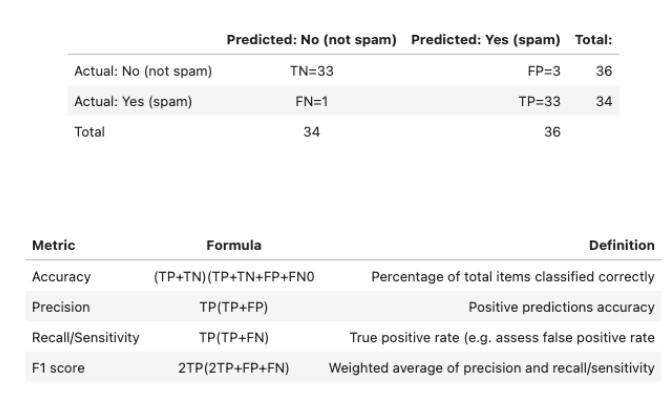 Predicted: No (not spam) Predicted: Yes (spam) Total:
Actual: No (not spam) TN=33 FP=3 36
Actual: Yes (spam) FN=1 TP=33 34
Total 34 36
Metric Formula Definition
Accuracy (TP+TN)(TP+TN+FP+FN0 Percentage of total items classified correctly
Precision TP(TP+FP) Positive predictions accuracy
Recall/Sensitivity TP(TP+FN) True positive rate (e.g. assess false positive rate
F1 score 2TP(2TP+FP+FN) Weighted average of precision and recall/sensitivity